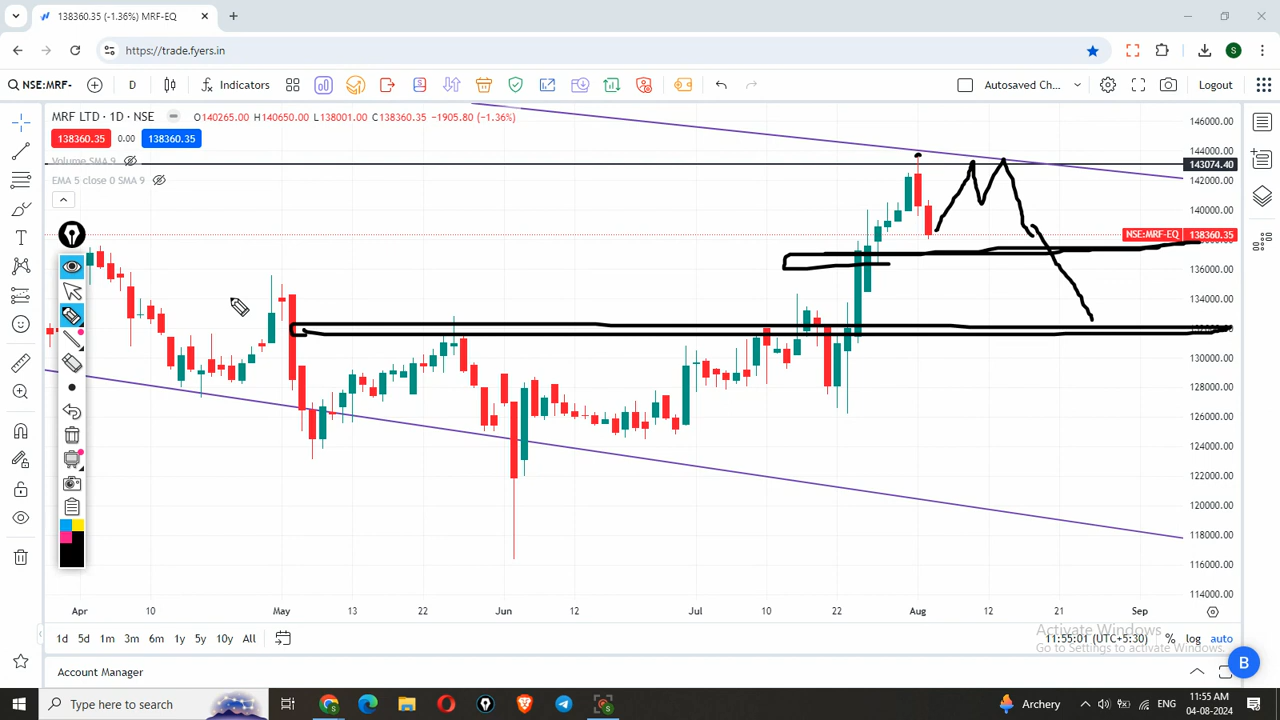 138360.35 (-1.36%) MRF-EQ
https://trade.fyers.in
S
NSE:MRF-
D
Indicators
Autosaved Ch...
Logout
MRF LTD · 1D · NSE
O140265.00 H140650.00 L138001.00 C138360.35 −1905.80 (−1.36%)
138360.35
0.00
138360.35
Volume SMA 9
EMA 5 close 0 SMA 9
146000.00
144000.00
143074.40
142000.00
140000.00
NSE:MRF-EQ
138360.35
136000.00
134000.00
130000.00
128000.00
126000.00
124000.00
122000.00
120000.00
118000.00
116000.00
114000.00
Apr
10
May
13
22
Jun
12
Jul
10
22
Aug
12
21
Sep
1d
5d
1m
3m
6m
1y
5y
10y
All
11:55:01 (UTC+5:30)
%
log
auto
Activate Windows
Go to Settings to activate Windows.
Account Manager
B
Type here to search
Archery
ENG
11:55 AM
04-08-2024